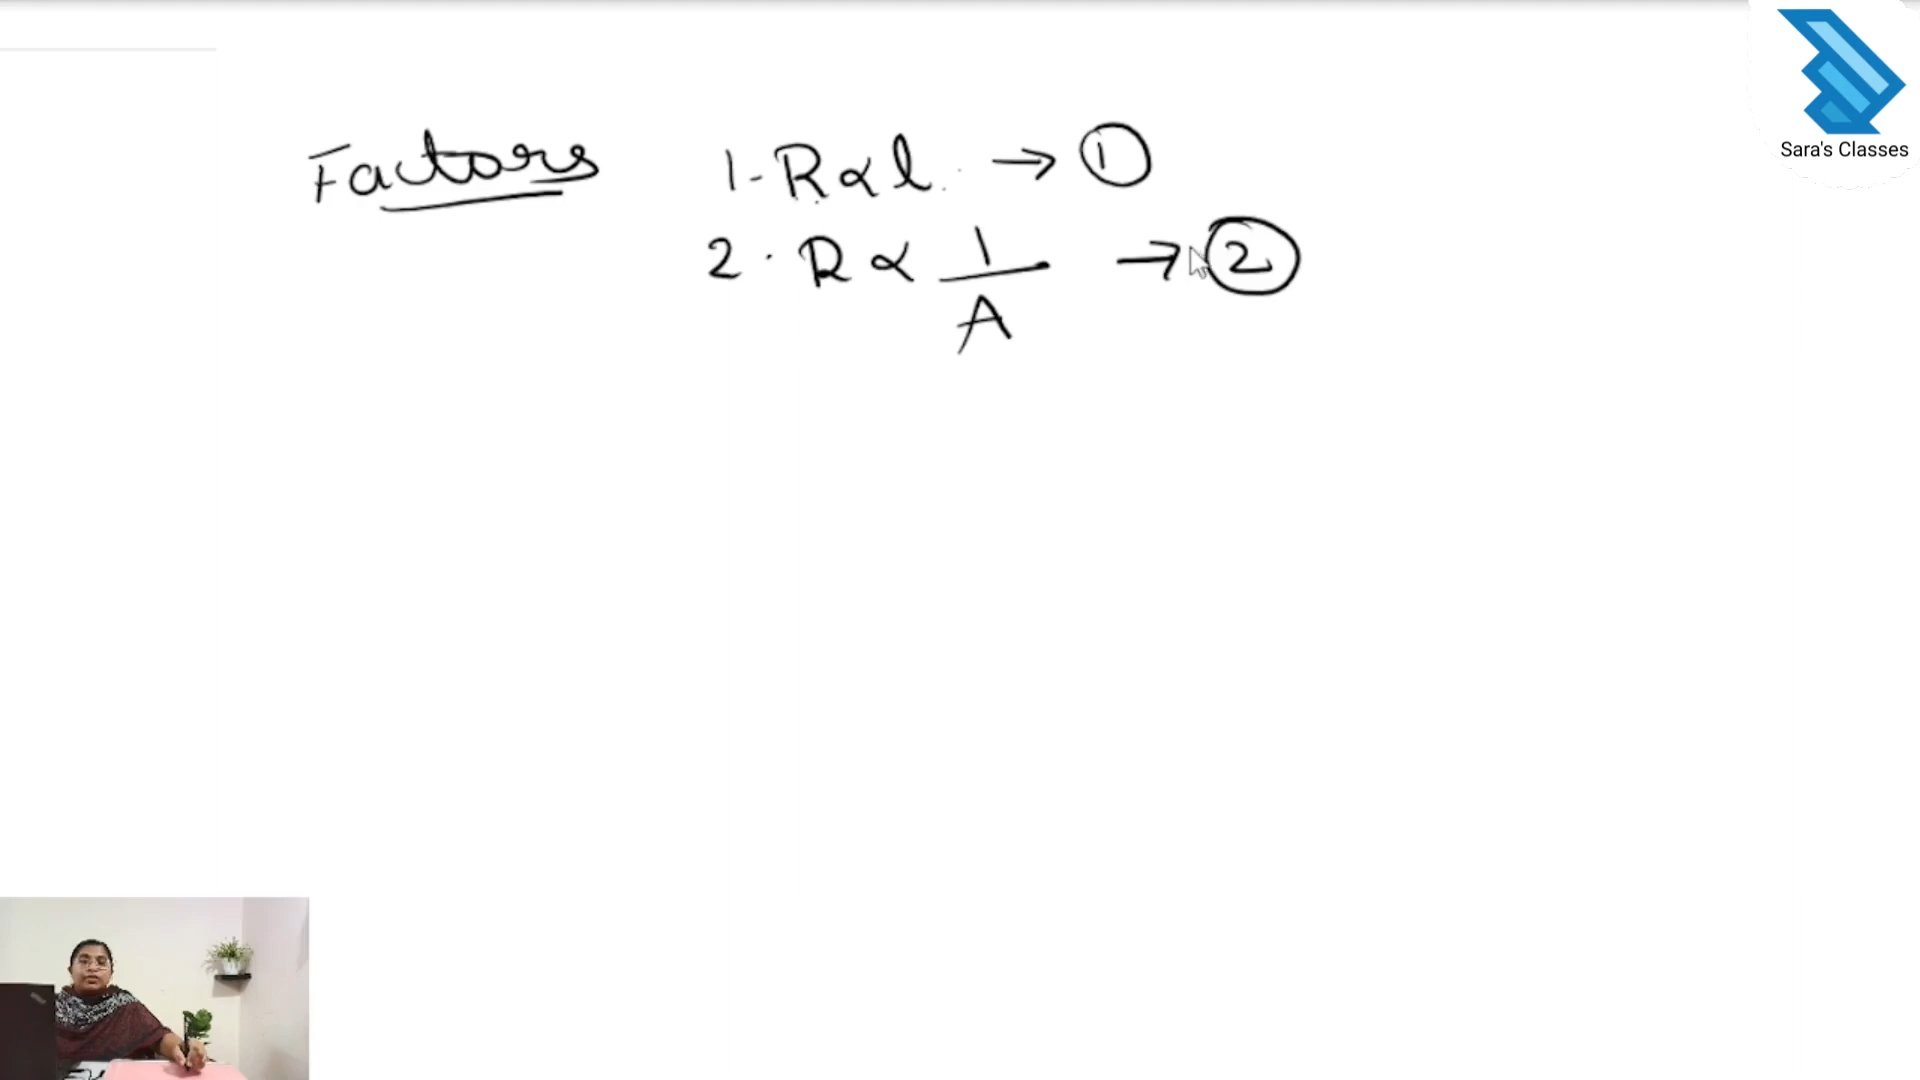 Factors 1. R ∝ l → ①
2. R ∝ 1/A → ②
Sara's Classes